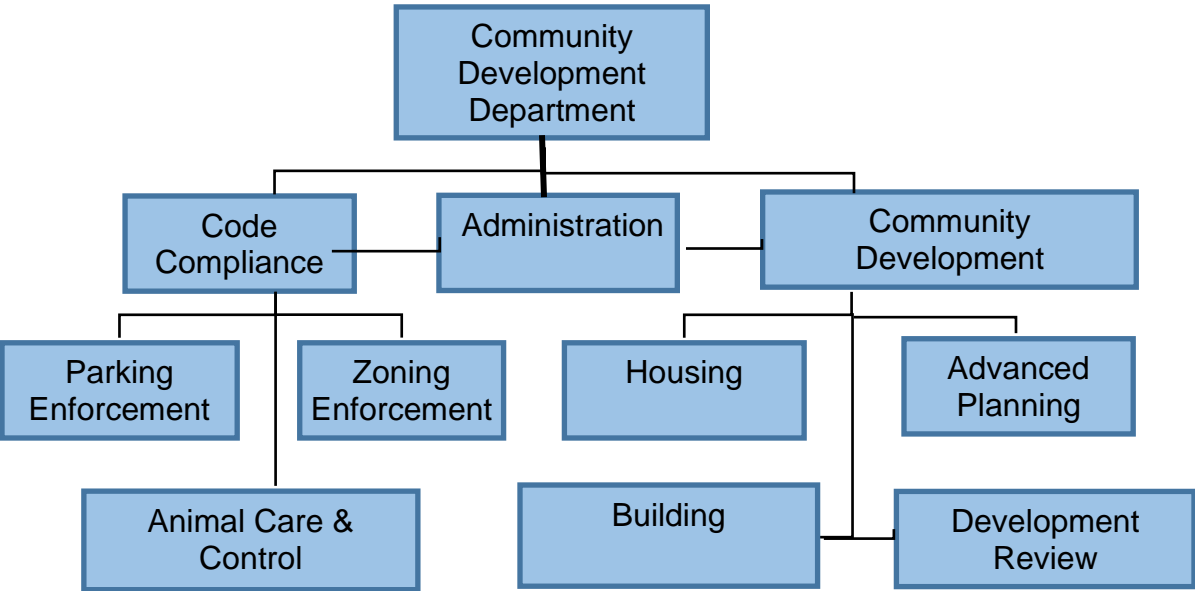 Community
Development
Department
Code
Compliance
Administration
Community
Development
Parking
Enforcement
Zoning
Enforcement
Housing
Advanced
Planning
Animal Care &
Control
Building
Development
Review